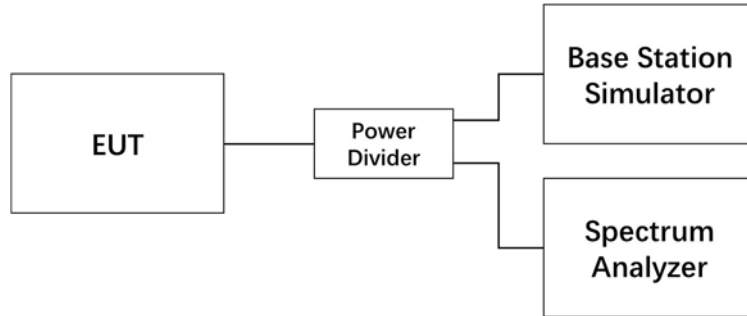 EUT
Power
Divider
Base Station
Simulator
Spectrum
Analyzer